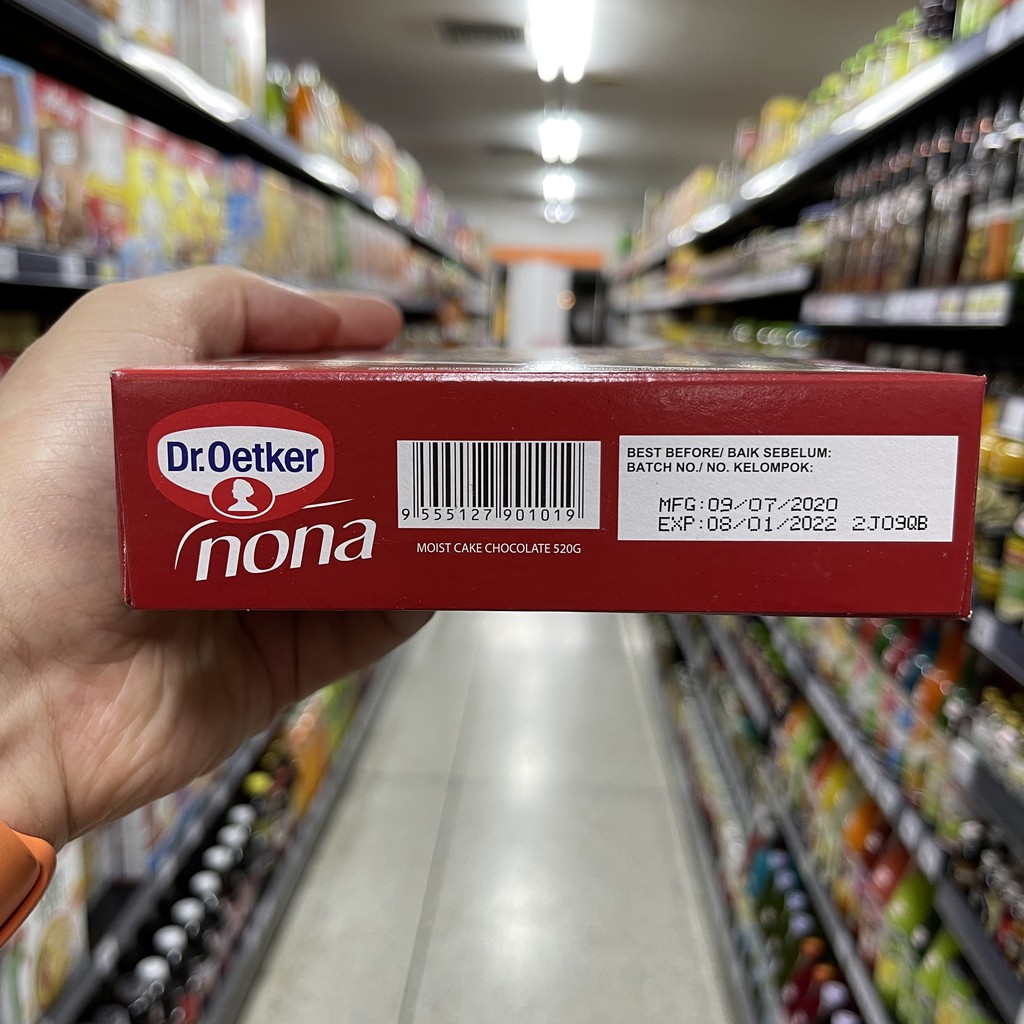 Dr.Oetker
nona
9 555127 901019
MOIST CAKE CHOCOLATE 520G
BEST BEFORE/ BAIK SEBELUM:
BATCH NO./ NO. KELOMPOK:
MFG:09/07/2020
EXP:08/01/2022 2J09QB